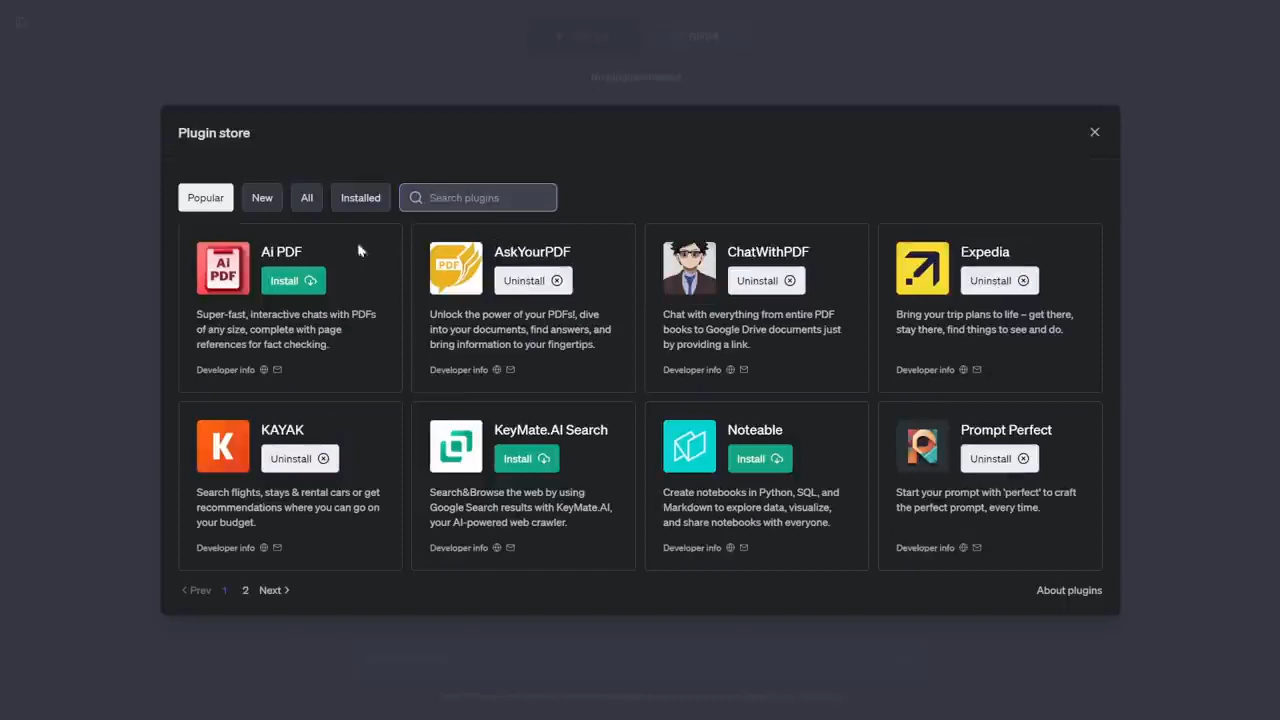 Plugin store
Popular
New
All
Installed
Search plugins
Ai PDF
Install
Super-fast, interactive chats with PDFs
of any size, complete with page
references for fact checking.
Developer info
AskYourPDF
Uninstall
Unlock the power of your PDFs!, dive
into your documents, find answers, and
bring information to your fingertips.
Developer info
ChatWithPDF
Uninstall
Chat with everything from entire PDF
books to Google Drive documents just
by providing a link.
Developer info
Expedia
Uninstall
Bring your trip plans to life – get there,
stay there, find things to see and do.
Developer info
KAYAK
Uninstall
Search flights, stays & rental cars or get
recommendations where you can go on
your budget.
Developer info
KeyMate.AI Search
Install
Search&Browse the web by using
Google Search results with KeyMate.AI,
your AI-powered web crawler.
Developer info
Noteable
Install
Create notebooks in Python, SQL, and
Markdown to explore data, visualize,
and share notebooks with everyone.
Developer info
Prompt Perfect
Uninstall
Start your prompt with 'perfect' to craft
the perfect prompt, every time.
Developer info
Ai
PDF
PDF
K
Prev 1 2 Next
About plugins